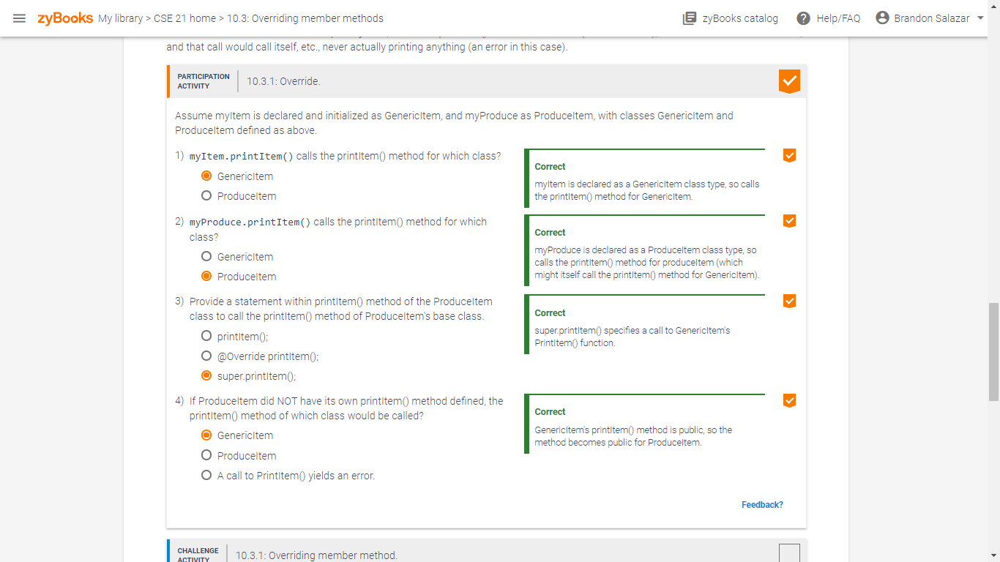 zyBooks My library > CSE 21 home > 10.3: Overriding member methods
zyBooks catalog
Help/FAQ
Brandon Salazar
and that call would call itself, etc., never actually printing anything (an error in this case).
PARTICIPATION
ACTIVITY
10.3.1: Override.
Assume myItem is declared and initialized as GenericItem, and myProduce as ProduceItem, with classes GenericItem and
ProduceItem defined as above.
1) myItem.printItem() calls the printItem() method for which class?
GenericItem
ProduceItem
Correct
myItem is declared as a GenericItem class type, so calls
the printItem() method for GenericItem.
2) myProduce.printItem() calls the printItem() method for which
class?
GenericItem
ProduceItem
Correct
myProduce is declared as a ProduceItem class type, so
calls the printItem() method for produceItem (which
might itself call the printItem() method for GenericItem).
3) Provide a statement within printItem() method of the ProduceItem
class to call the printItem() method of ProduceItem's base class.
printItem();
@Override printItem();
super.printItem();
Correct
super.printItem() specifies a call to GenericItem's
PrintItem() function.
4) If ProduceItem did NOT have its own printItem() method defined, the
printItem() method of which class would be called?
GenericItem
ProduceItem
A call to PrintItem() yields an error.
Correct
GenericItem's printItem() method is public, so the
method becomes public for ProduceItem.
Feedback?
CHALLENGE
ACTIVITY
10.3.1: Overriding member method.